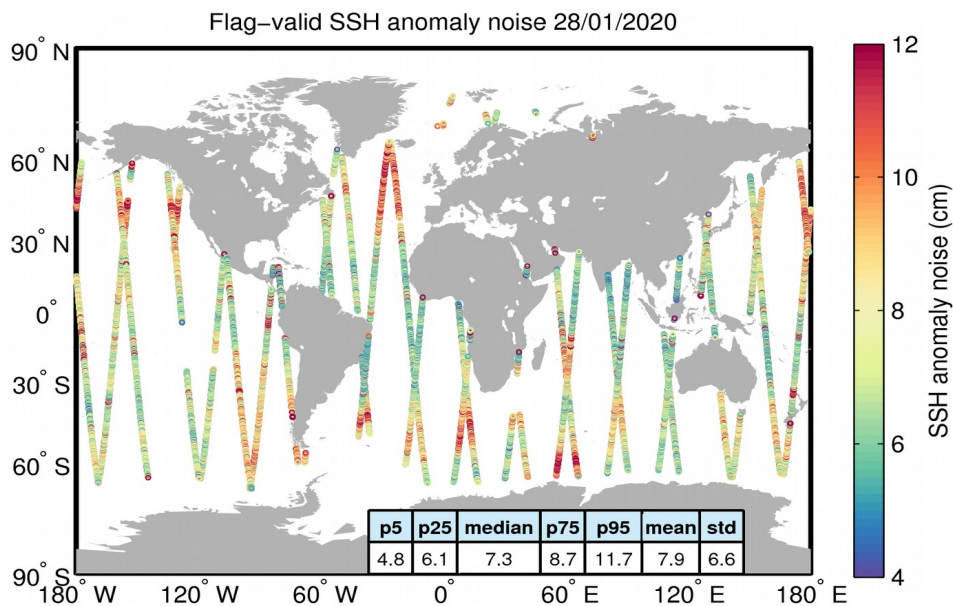 Flag−valid SSH anomaly noise 28/01/2020
90° N
60° N
30° N
0°
30° S
60° S
90° S
180° W
120° W
60° W
0°
60° E
120° E
180° E
p5 p25 median p75 p95 mean std
4.8 6.1 7.3 8.7 11.7 7.9 6.6
12
10
8
6
4
SSH anomaly noise (cm)